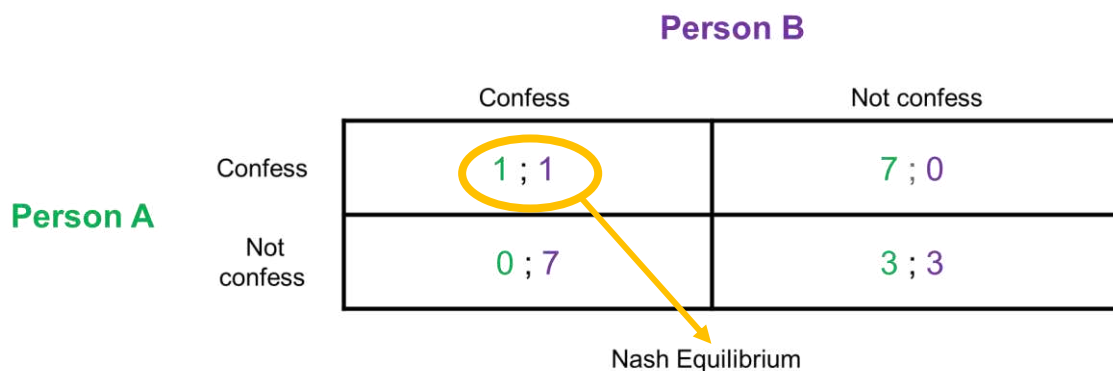 Person B
Confess Not confess
Confess 1 ; 1 7 ; 0
Person A
Not
confess 0 ; 7 3 ; 3
Nash Equilibrium